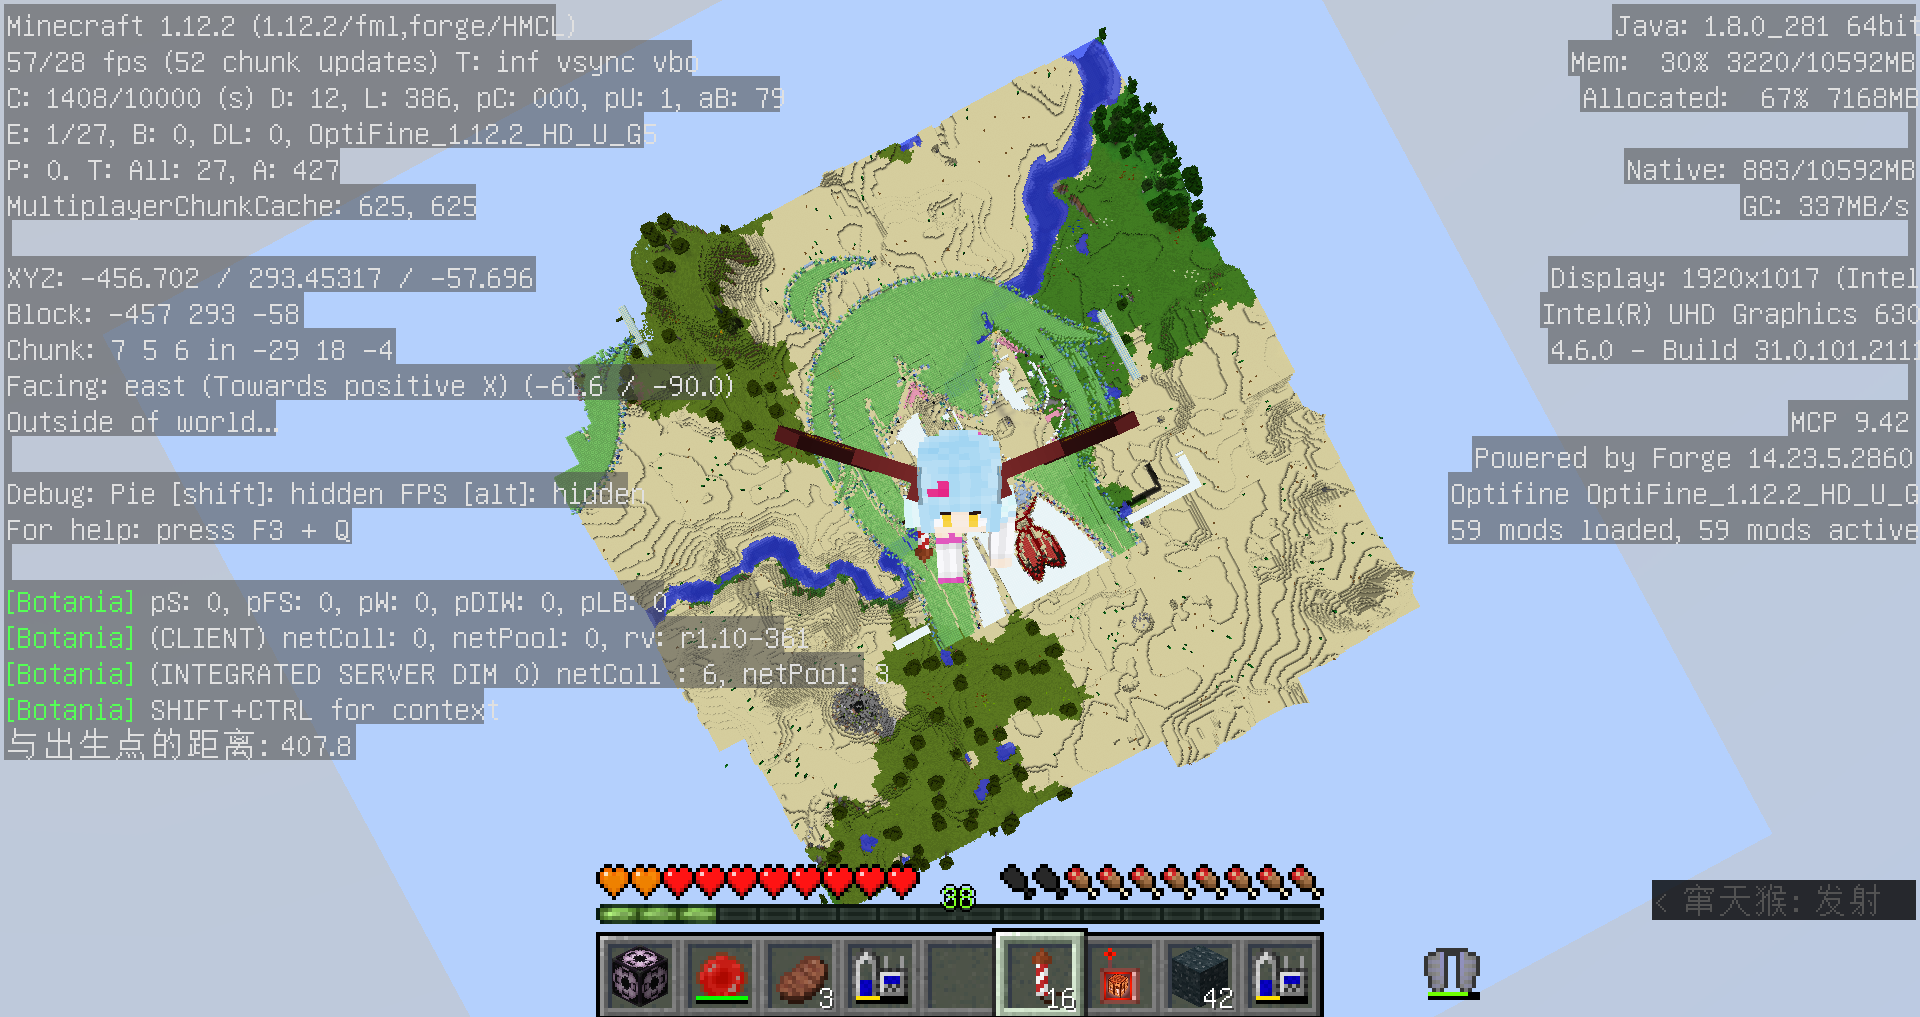 Minecraft 1.12.2 (1.12.2/fml,forge/HMCL)
57/28 fps (52 chunk updates) T: inf vsync vbo
C: 1408/10000 (s) D: 12, L: 386, pC: 000, pU: 1, aB: 79
E: 1/27, B: 0, DL: 0, OptiFine_1.12.2_HD_U_G5
P: 0. T: All: 27, A: 427
MultiplayerChunkCache: 625, 625
XYZ: -456.702 / 293.45317 / -57.696
Block: -457 293 -58
Chunk: 7 5 6 in -29 18 -4
Facing: east (Towards positive X) (-61.6 / -90.0)
Outside of world...
Debug: Pie [shift]: hidden FPS [alt]: hidden
For help: press F3 + Q
[Botania] pS: 0, pFS: 0, pW: 0, pDIW: 0, pLB: 0
[Botania] (CLIENT) netColl: 0, netPool: 0, rv: r1.10-361
[Botania] (INTEGRATED SERVER DIM 0) netColl : 6, netPool: 3
[Botania] SHIFT+CTRL for context
与出生点的距离: 407.8
Java: 1.8.0_281 64bit
Mem: 30% 3220/10592MB
Allocated: 67% 7168MB
Native: 883/10592MB
GC: 337MB/s
Display: 1920x1017 (Intel
Intel(R) UHD Graphics 630
4.6.0 - Build 31.0.101.2111
MCP 9.42
Powered by Forge 14.23.5.2860
Optifine OptiFine_1.12.2_HD_U_G
59 mods loaded, 59 mods active
< 窜天猴: 发射
38
3
16
42